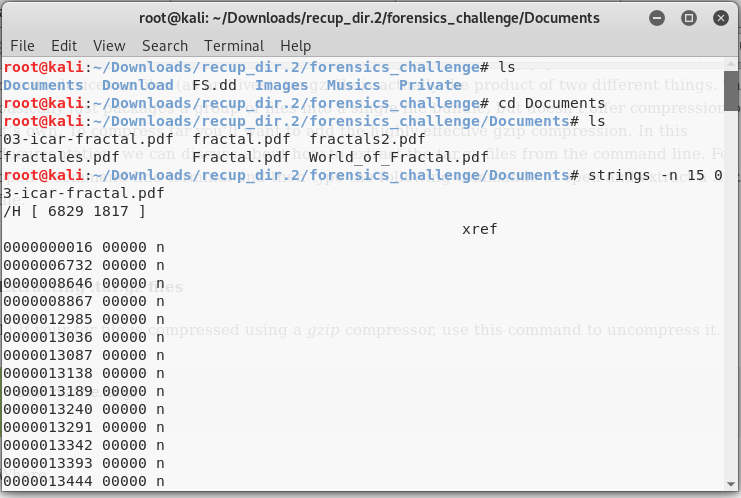 root@kali: ~/Downloads/recup_dir.2/forensics_challenge/Documents
File Edit View Search Terminal Help
root@kali:~/Downloads/recup_dir.2/forensics_challenge# ls
Documents Download FS.dd Images Musics Private
root@kali:~/Downloads/recup_dir.2/forensics_challenge# cd Documents
root@kali:~/Downloads/recup_dir.2/forensics_challenge/Documents# ls
03-icar-fractal.pdf fractal.pdf fractals2.pdf
fractales.pdf Fractal.pdf World_of_Fractal.pdf
root@kali:~/Downloads/recup_dir.2/forensics_challenge/Documents# strings -n 15 0
3-icar-fractal.pdf
/H [ 6829 1817 ]
xref
0000000016 00000 n
0000006732 00000 n
0000008646 00000 n
0000008867 00000 n
0000012985 00000 n
0000013036 00000 n
0000013087 00000 n
0000013138 00000 n
0000013189 00000 n
0000013240 00000 n
0000013291 00000 n
0000013342 00000 n
0000013393 00000 n
0000013444 00000 n